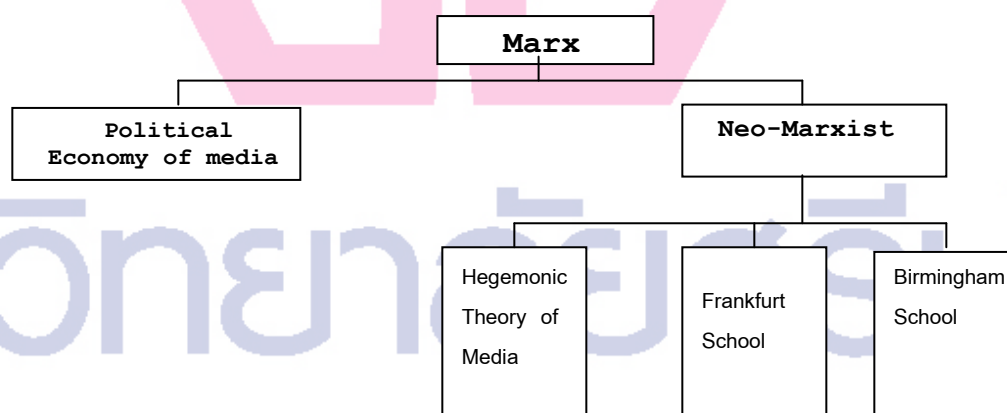 Marx
Political
Economy of media
Neo-Marxist
Hegemonic
Theory of
Media
Frankfurt
School
Birmingham
School